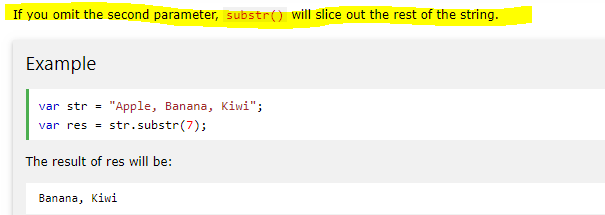 If you omit the second parameter, substr() will slice out the rest of the string.
Example
var str = "Apple, Banana, Kiwi";
var res = str.substr(7);
The result of res will be:
Banana, Kiwi